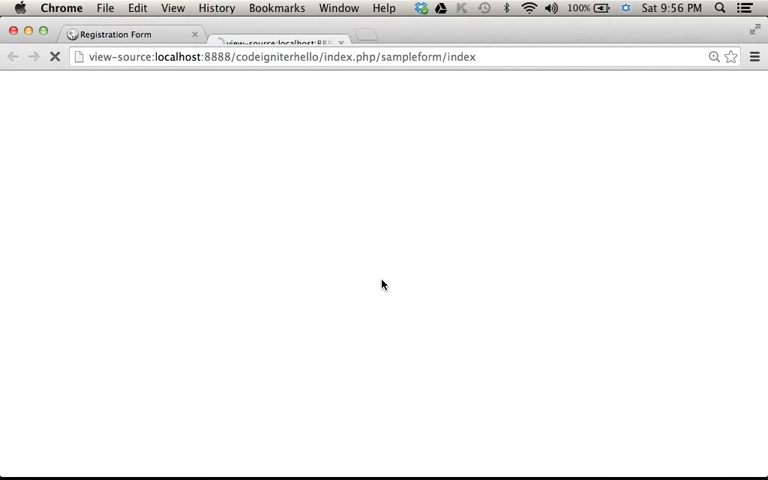 Chrome File Edit View History Bookmarks Window Help 100% Sat 9:56 PM
Registration Form
view-source:localhost:888
view-source:localhost:8888/codeigniterhello/index.php/sampleform/index